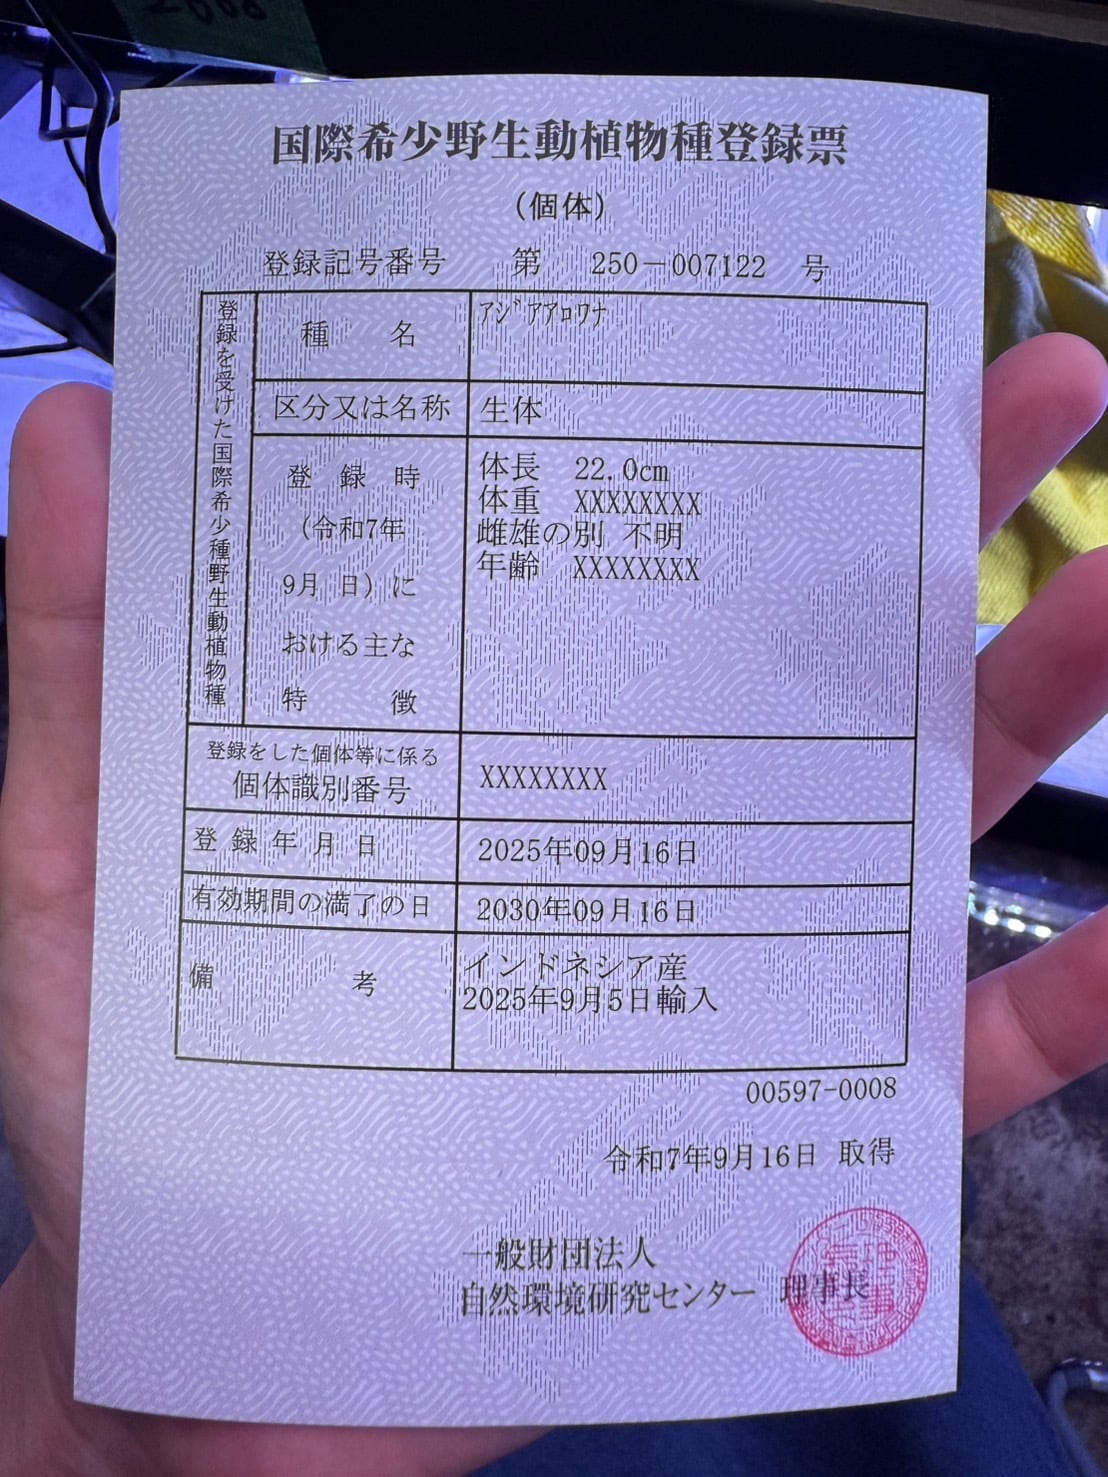 国際希少野生動植物種登録票
(個体)
登録記号番号 第 250－007122 号
登録を受けた国際希少種野生動植物種
種 名 アジアアロワナ
区分又は名称 生体
登録時
(令和7年
9月 日)に
おける主な
特 徴
体長 22.0cm
体重 XXXXXXXX
雌雄の別 不明
年齢 XXXXXXXX
登録をした個体等に係る
個体識別番号 XXXXXXXX
登録年月日 2025年09月16日
有効期間の満了の日 2030年09月16日
備 考
インドネシア産
2025年9月5日輸入
00597-0008
令和7年9月16日 取得
一般財団法人
自然環境研究センター 理事長